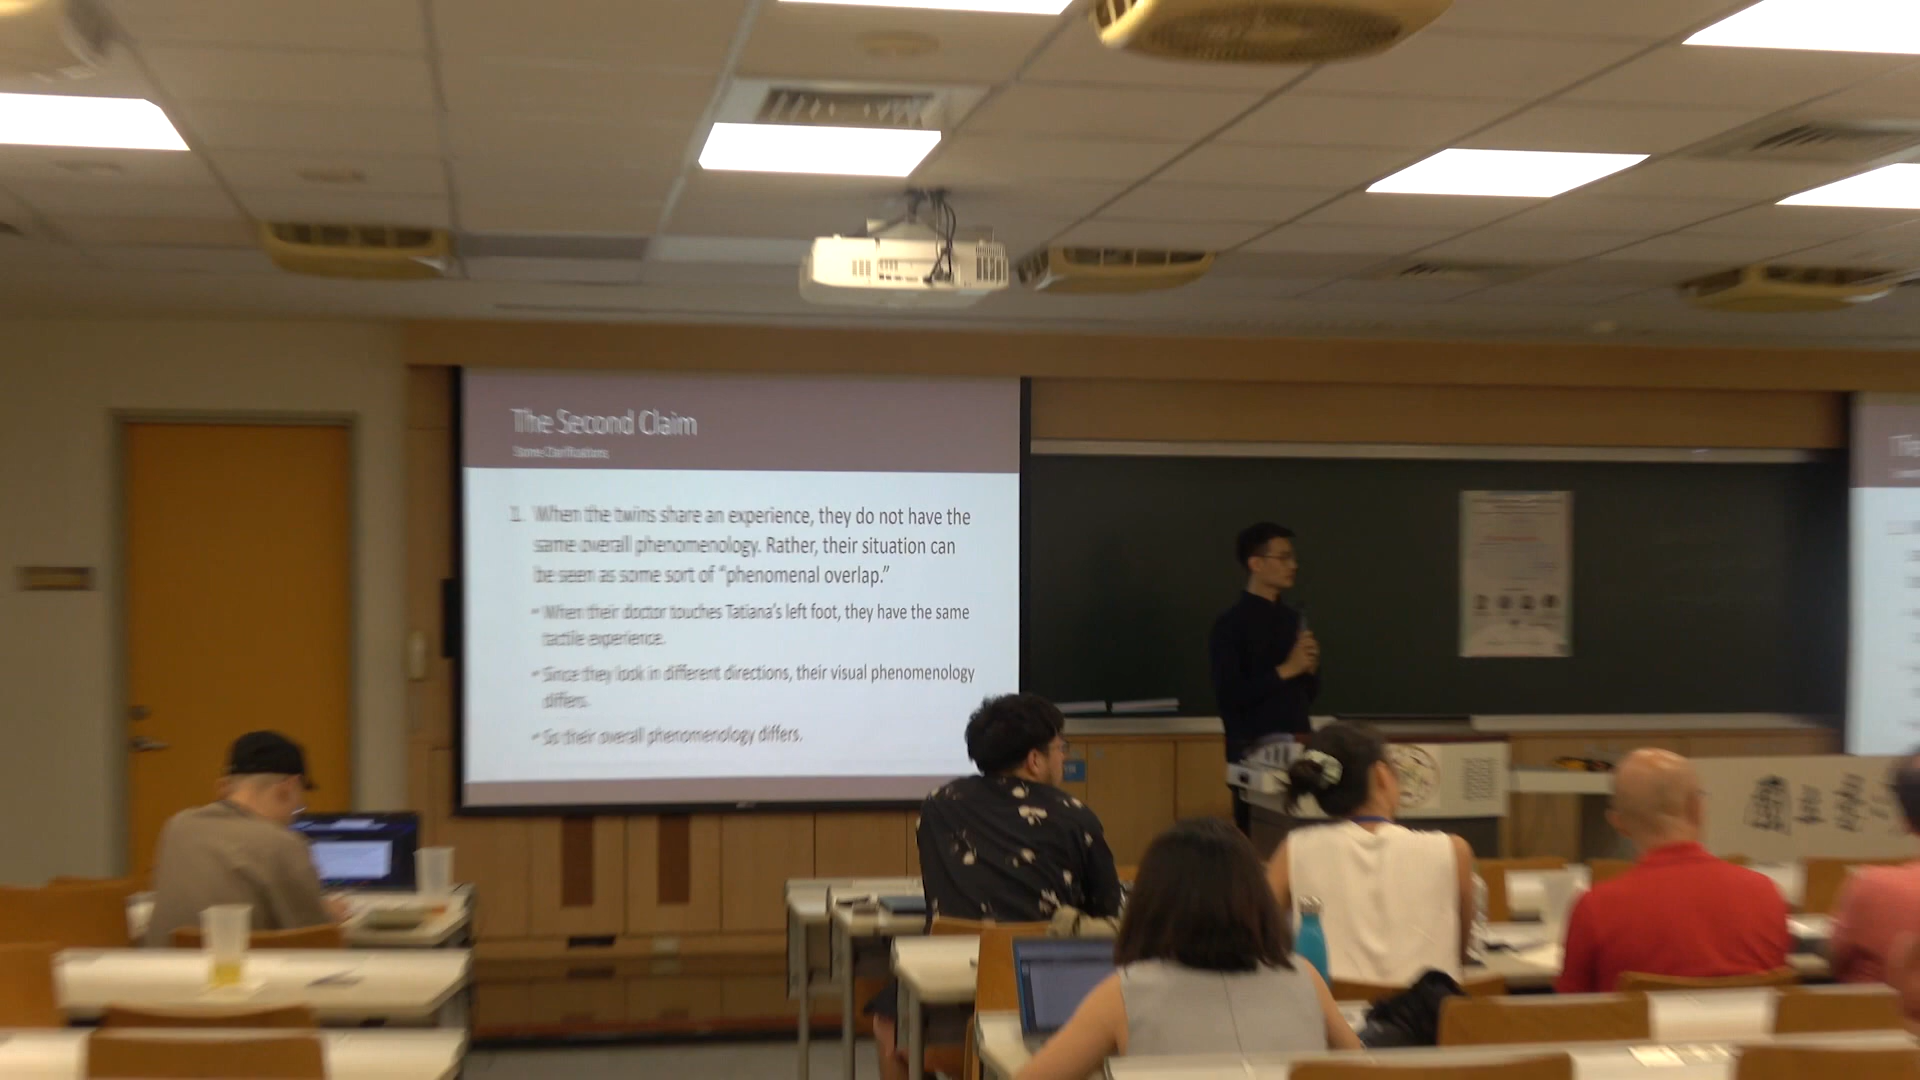 The Second Claim
Some Clarifications
1. When the twins share an experience, they do not have the
same overall phenomenology. Rather, their situation can
be seen as some sort of “phenomenal overlap.”
• When their doctor touches Tatiana’s left foot, they have the same
tactile experience.
• Since they look in different directions, their visual phenomenology
differs.
• So their overall phenomenology differs.